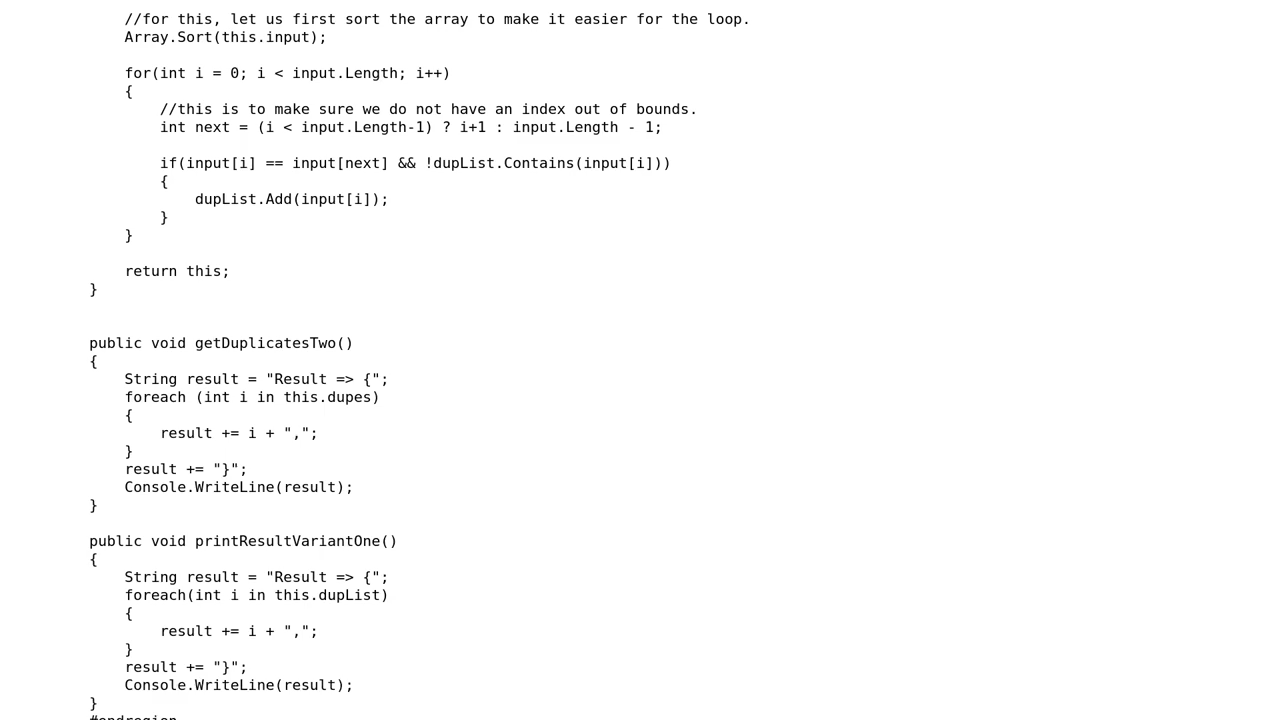 //for this, let us first sort the array to make it easier for the loop.
Array.Sort(this.input);
for(int i = 0; i < input.Length; i++)
{
//this is to make sure we do not have an index out of bounds.
int next = (i < input.Length-1) ? i+1 : input.Length - 1;
if(input[i] == input[next] && !dupList.Contains(input[i]))
{
dupList.Add(input[i]);
}
}
return this;
}
public void getDuplicatesTwo()
{
String result = "Result => {";
foreach (int i in this.dupes)
{
result += i + ",";
}
result += "}";
Console.WriteLine(result);
}
public void printResultVariantOne()
{
String result = "Result => {";
foreach(int i in this.dupList)
{
result += i + ",";
}
result += "}";
Console.WriteLine(result);
}
#endregion